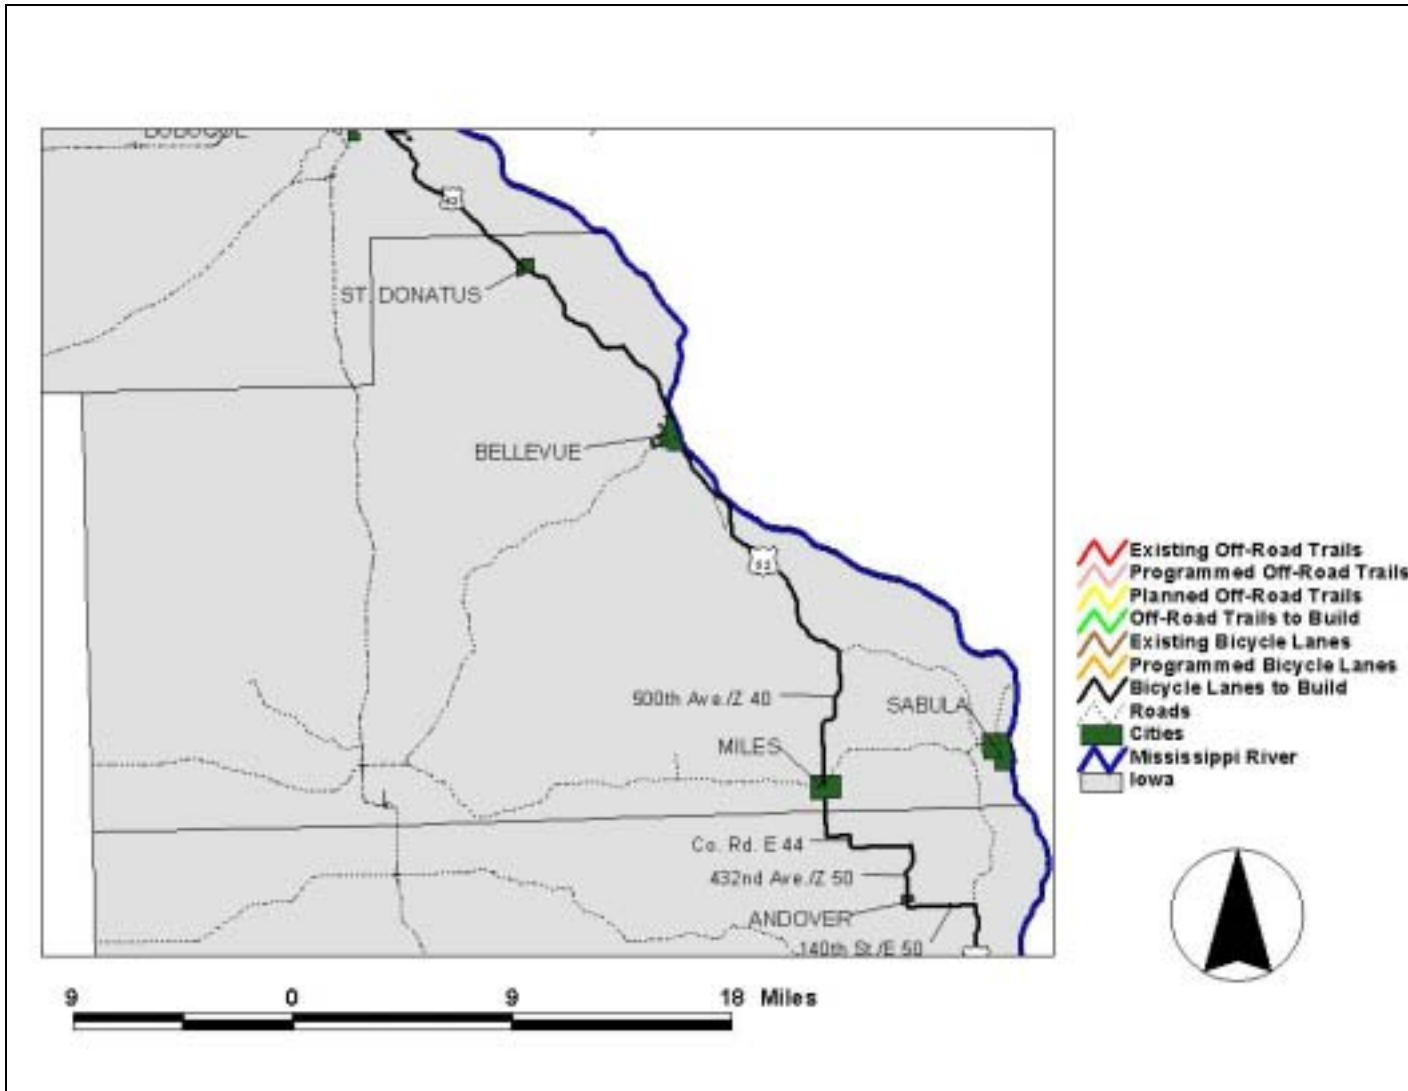 ST. DONATUS
BELLEVUE
Existing Off-Road Trails
Programmed Off-Road Trails
Planned Off-Road Trails
Off-Road Trails to Build
Existing Bicycle Lanes
Programmed Bicycle Lanes
Bicycle Lanes to Build
Roads
Cities
Mississippi River
Iowa
500th Ave./Z 40
SABULA
MILES
Co. Rd. E 44
432nd Ave./Z 50
ANDOVER
140th St./E 50
9 0 9 18 Miles